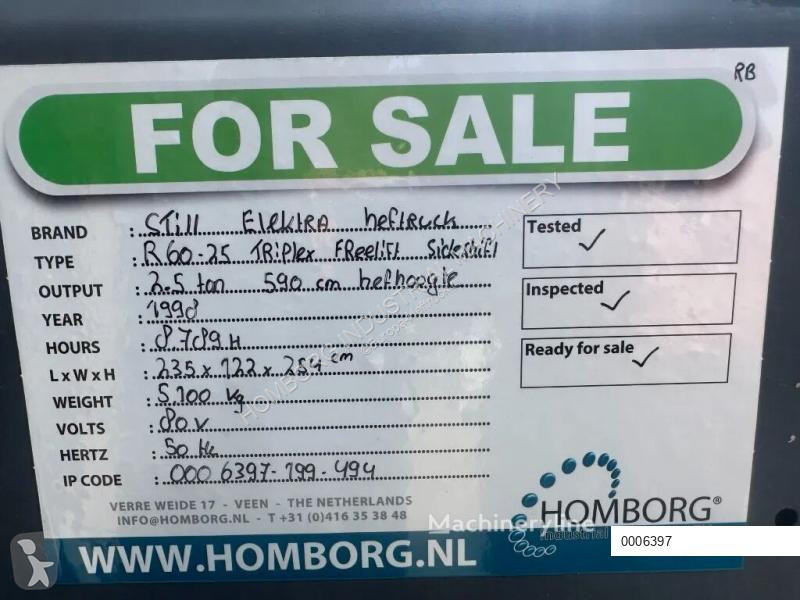 RB
FOR SALE
BRAND : STill Elektra heftruck
TYPE : R60-25 TRiplex FReelift Sideshift
OUTPUT : 2.5 ton 590 cm hefhoogte
YEAR : 1998
HOURS : 8789 H
L x W x H : 235 x 122 x 254 cm
WEIGHT : 5100 kg
VOLTS : 80 V
HERTZ : 50 Hz
IP CODE : 000 6397-199-494
Tested ✓
Inspected ✓
Ready for sale ✓
VERRE WEIDE 17 - VEEN - THE NETHERLANDS
INFO@HOMBORG.NL - T +31 (0)416 35 38 48
HOMBORG®
Industrial
WWW.HOMBORG.NL
Machineryline
0006397